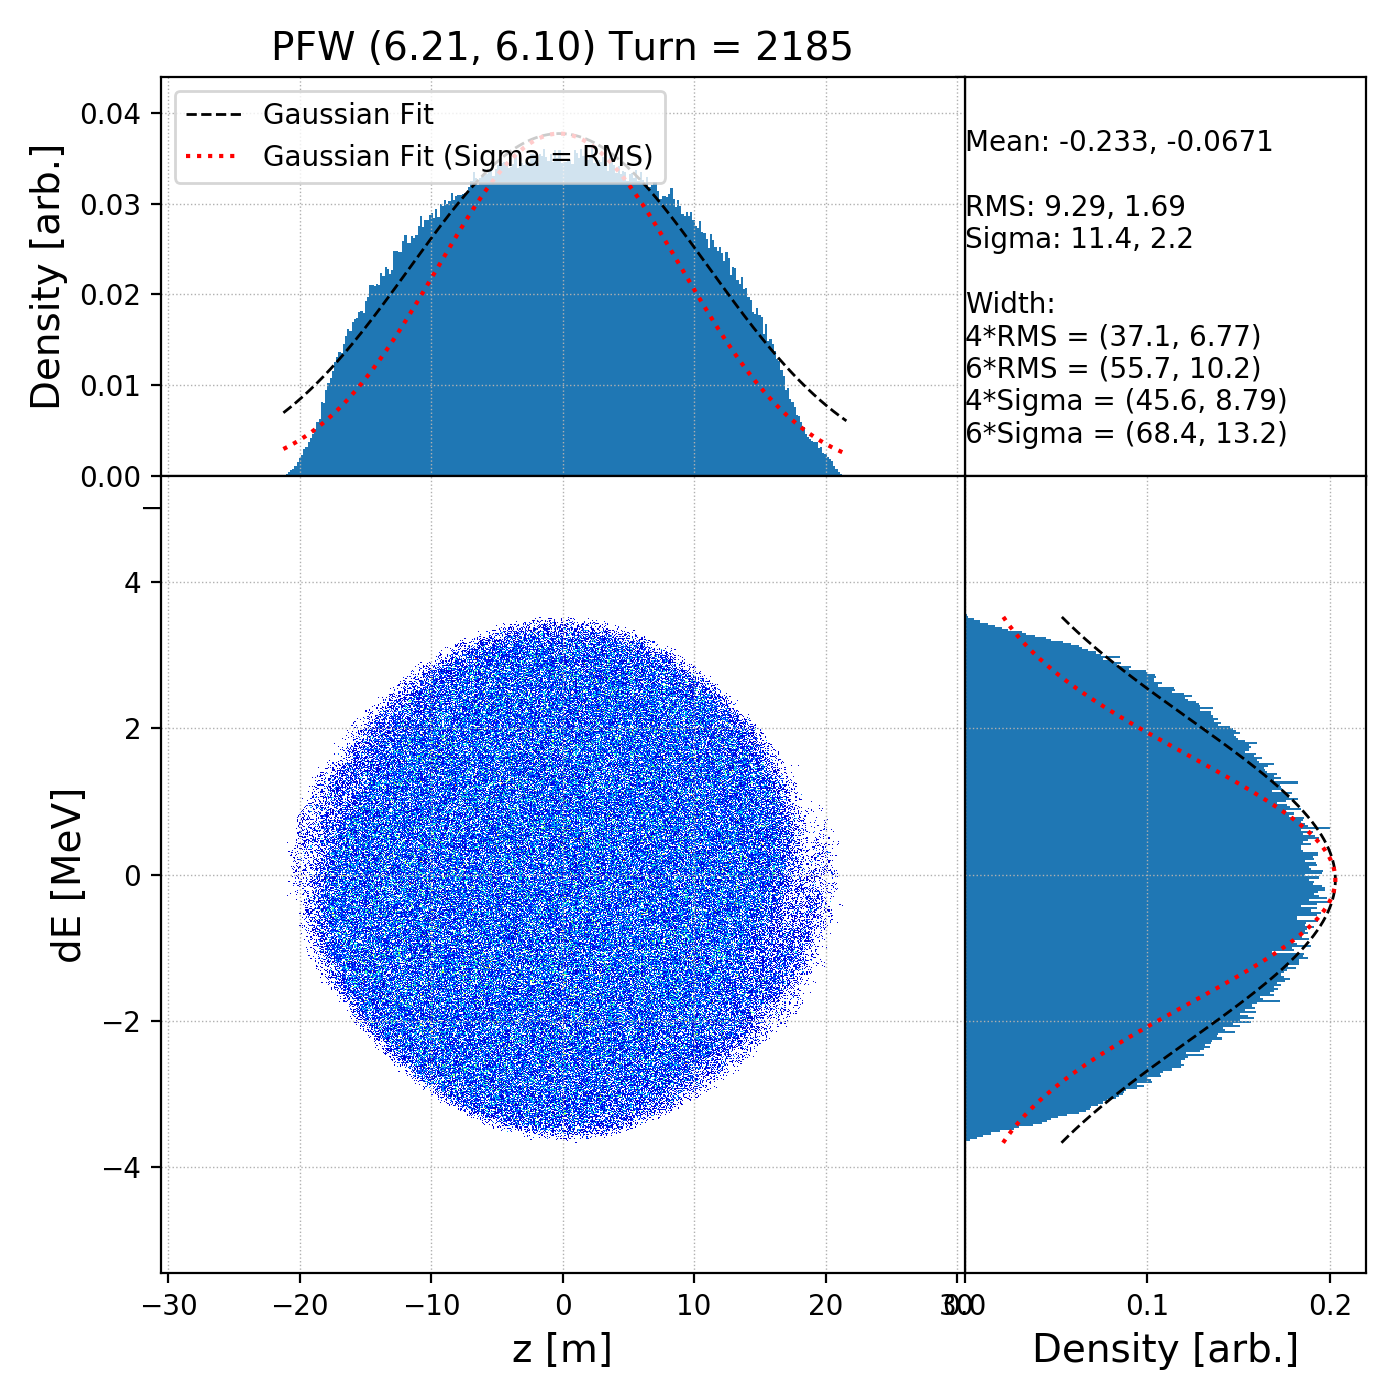 PFW (6.21, 6.10) Turn = 2185
Gaussian Fit
Gaussian Fit (Sigma = RMS)
Density [arb.]
0.04
0.03
0.02
0.01
0.00
Mean: -0.233, -0.0671
RMS: 9.29, 1.69
Sigma: 11.4, 2.2
Width:
4*RMS = (37.1, 6.77)
6*RMS = (55.7, 10.2)
4*Sigma = (45.6, 8.79)
6*Sigma = (68.4, 13.2)
dE [MeV]
4
2
0
−2
−4
−30 −20 −10 0 10 20 30
z [m]
0.0 0.1 0.2
Density [arb.]